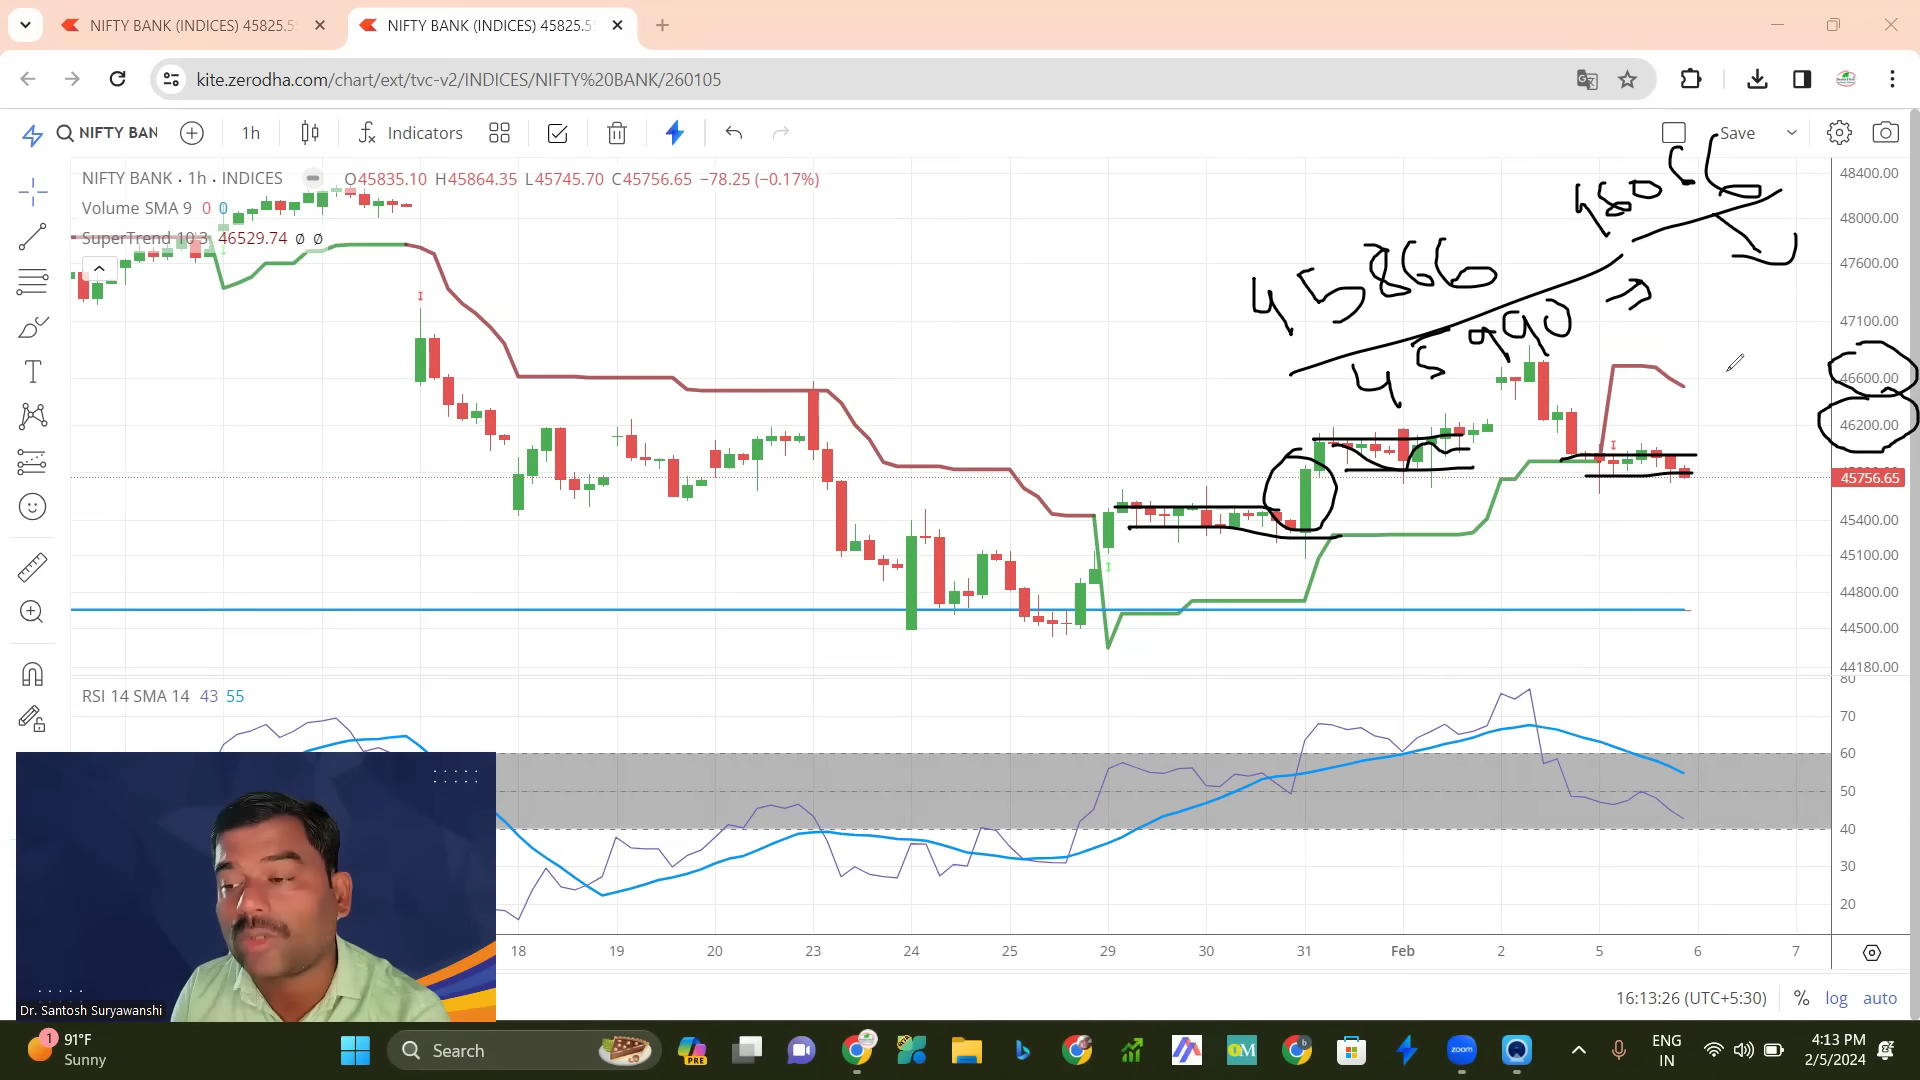 NIFTY BANK (INDICES) 45825.5
NIFTY BANK (INDICES) 45825.5
kite.zerodha.com/chart/ext/tvc-v2/INDICES/NIFTY%20BANK/260105
NIFTY BAN
1h
Indicators
Save
NIFTY BANK · 1h · INDICES
O45835.10 H45864.35 L45745.70 C45756.65 −78.25 (−0.17%)
Volume SMA 9 0 0
SuperTrend 10 3 46529.74 ∅ ∅
45866
45990
48400.00
48000.00
47600.00
47100.00
46600.00
46200.00
45756.65
45400.00
45100.00
44800.00
44500.00
44180.00
RSI 14 SMA 14 43 55
80
70
60
50
40
30
20
18 19 20 23 24 25 29 30 31 Feb 2 5 6 7
16:13:26 (UTC+5:30) % log auto
Dr. Santosh Suryawanshi
1
91°F
Sunny
Search
PRE
zoom
ENG
IN
4:13 PM
2/5/2024